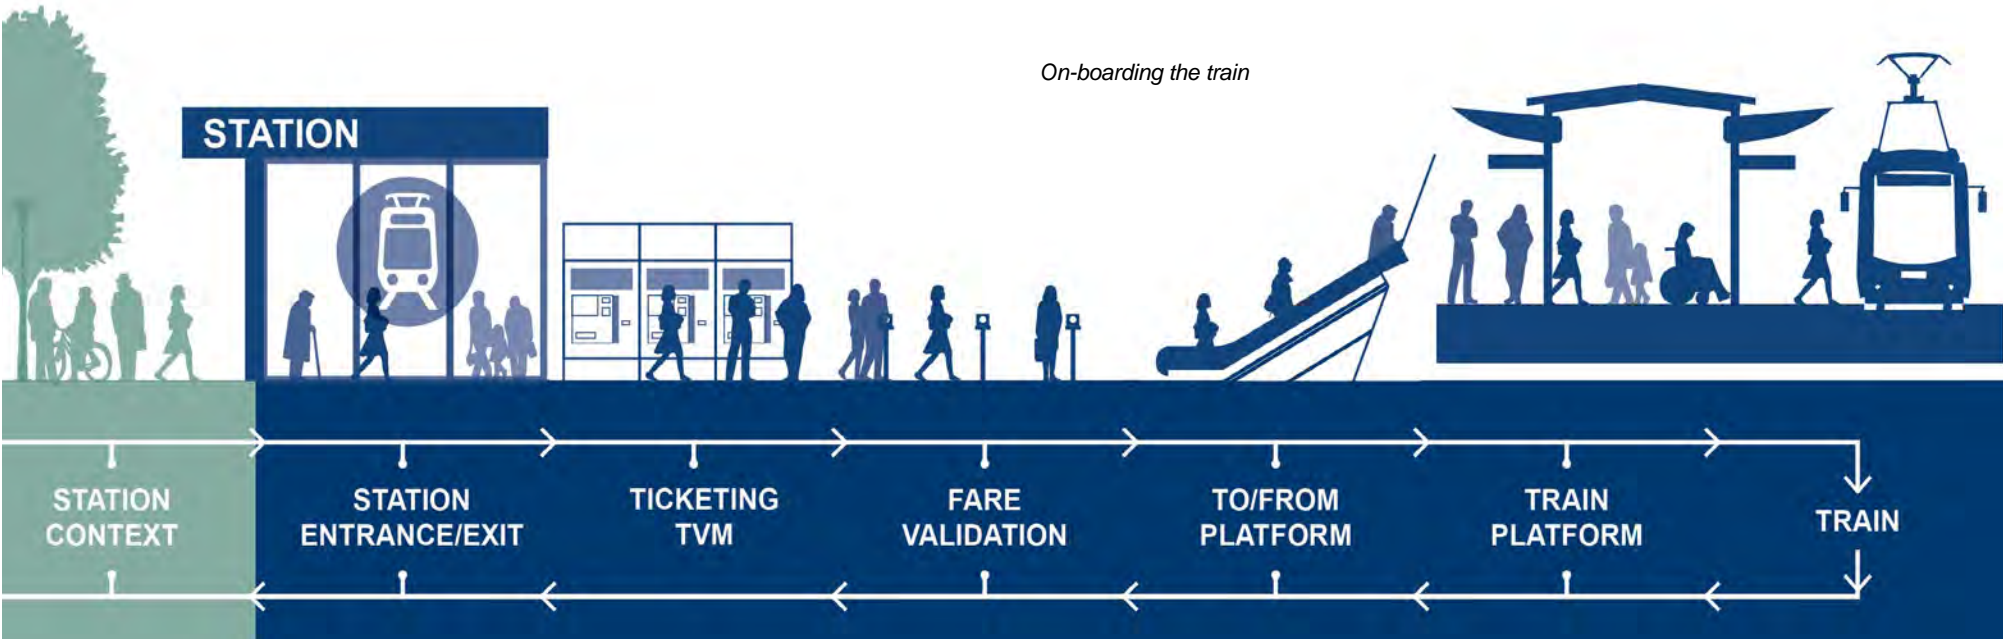 On-boarding the train
STATION
STATION
CONTEXT
STATION
ENTRANCE/EXIT
TICKETING
TVM
FARE
VALIDATION
TO/FROM
PLATFORM
TRAIN
PLATFORM
TRAIN